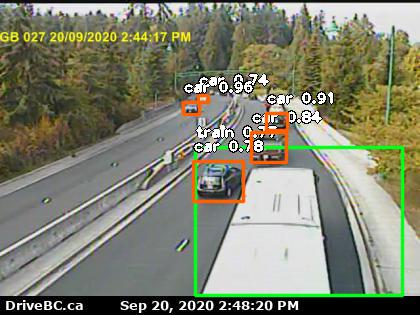 GB 027 20/09/2020 2:44:17 PM
car 0.74
car 0.96
car 0.91
car 0.84
train 0.77
car 0.78
DriveBC.ca Sep 20, 2020 2:48:20 PM